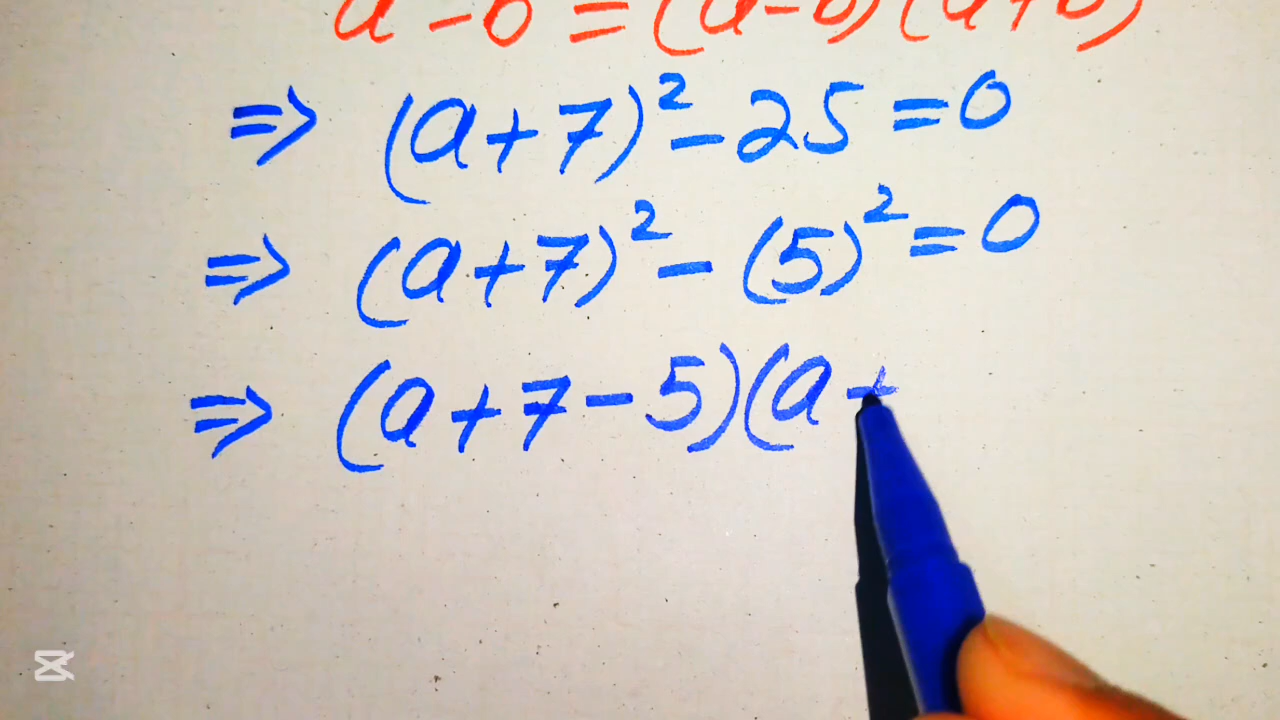 a - b = (a-b)(a+b)
⇒ (a+7)² - 25 = 0
⇒ (a+7)² - (5)² = 0
⇒ (a+7-5)(a+